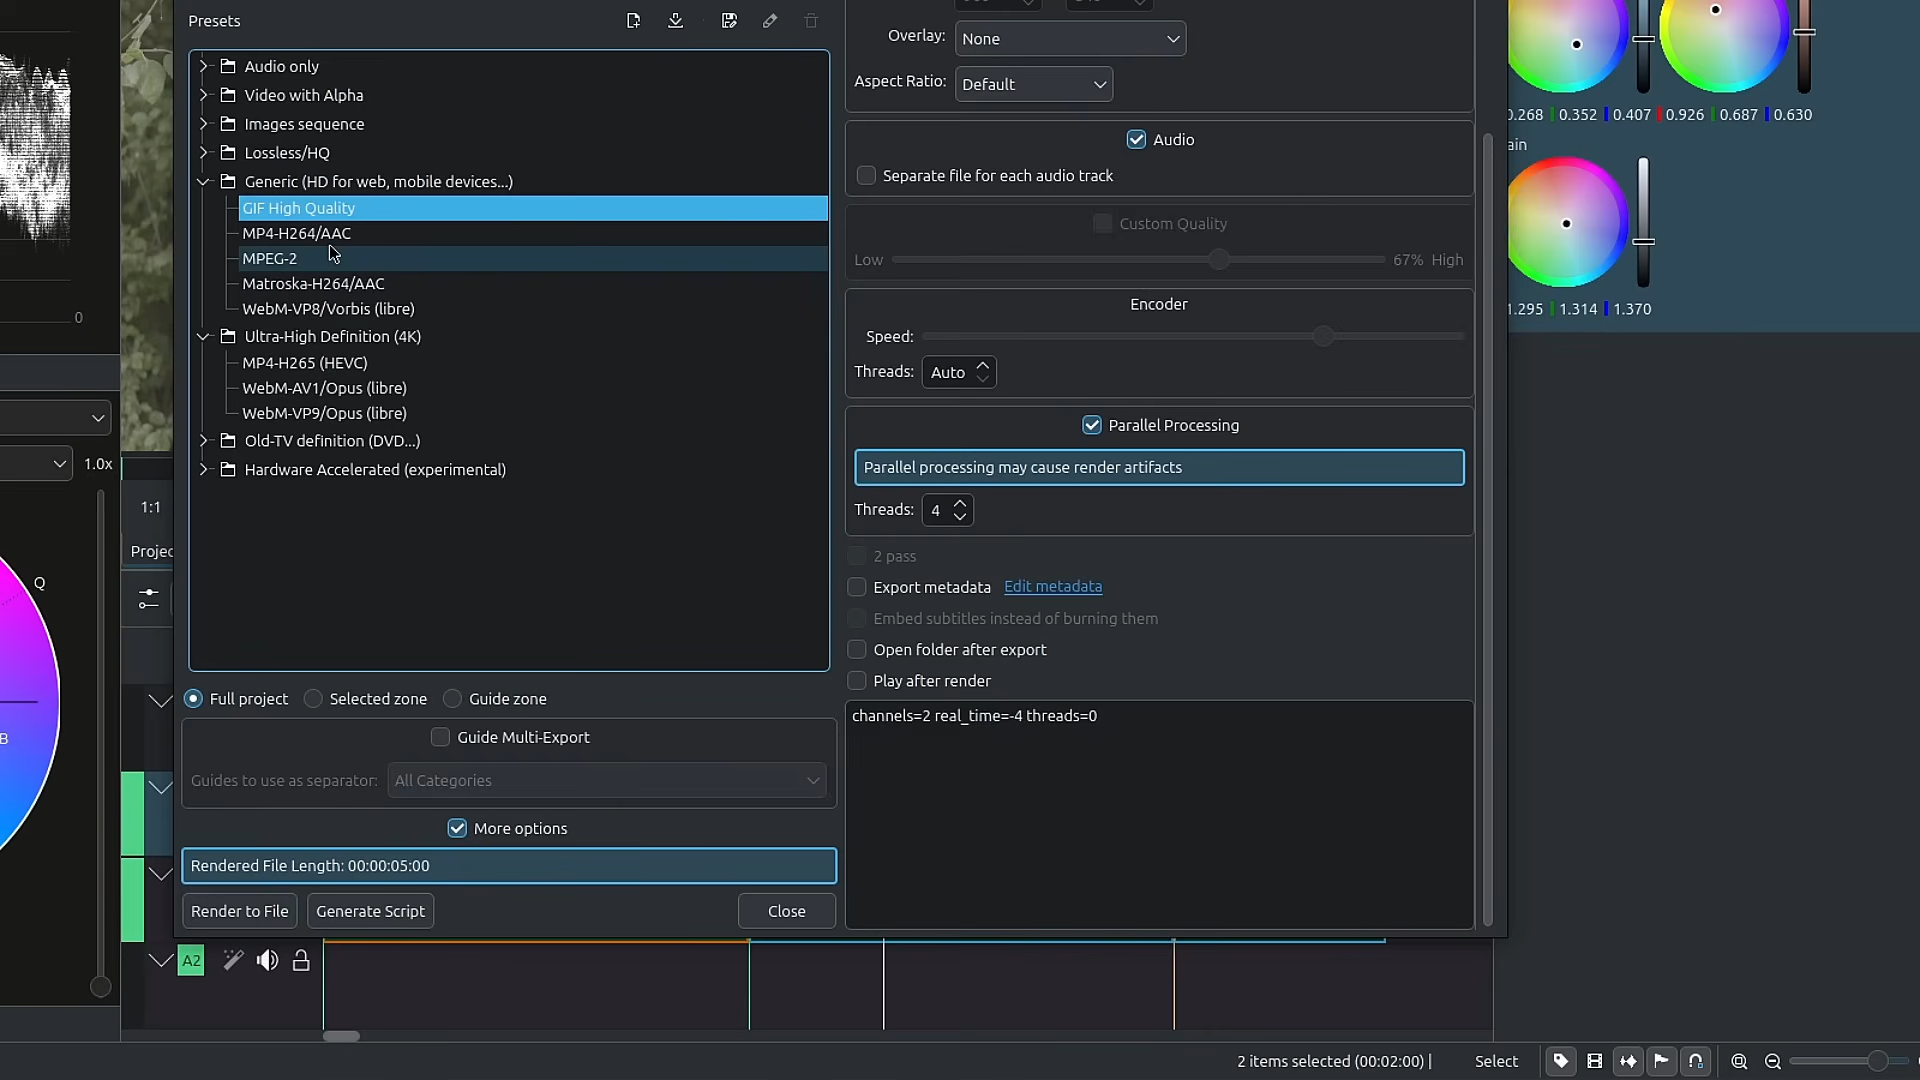 Presets
Audio only
Video with Alpha
Images sequence
Lossless/HQ
Generic (HD for web, mobile devices...)
GIF High Quality
MP4-H264/AAC
MPEG-2
Matroska-H264/AAC
WebM-VP8/Vorbis (libre)
Ultra-High Definition (4K)
MP4-H265 (HEVC)
WebM-AV1/Opus (libre)
WebM-VP9/Opus (libre)
Old-TV definition (DVD...)
Hardware Accelerated (experimental)
Full project Selected zone Guide zone
Guide Multi-Export
Guides to use as separator: All Categories
More options
Rendered File Length: 00:00:05:00
Render to File Generate Script Close
Overlay: None
Aspect Ratio: Default
Audio
Separate file for each audio track
Custom Quality
Low 67% High
Encoder
Speed:
Threads: Auto
Parallel Processing
Parallel processing may cause render artifacts
Threads: 4
2 pass
Export metadata Edit metadata
Embed subtitles instead of burning them
Open folder after export
Play after render
channels=2 real_time=-4 threads=0
0.268 0.352 0.407 0.926 0.687 0.630
ain
1.295 1.314 1.370
0
1.0x
1:1
Projec
Q
B
A2
2 items selected (00:02:00) Select